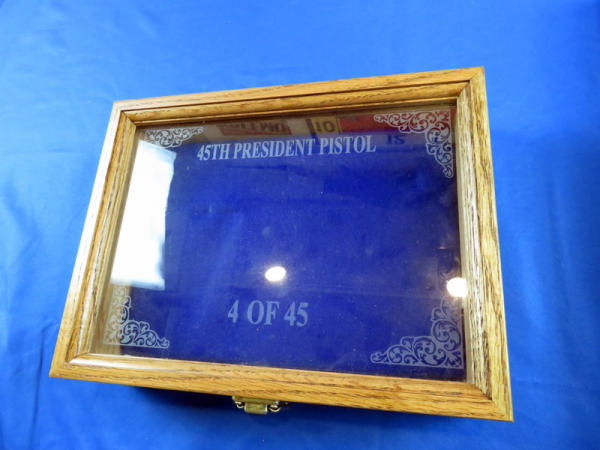 45TH PRESIDENT PISTOL
4 OF 45